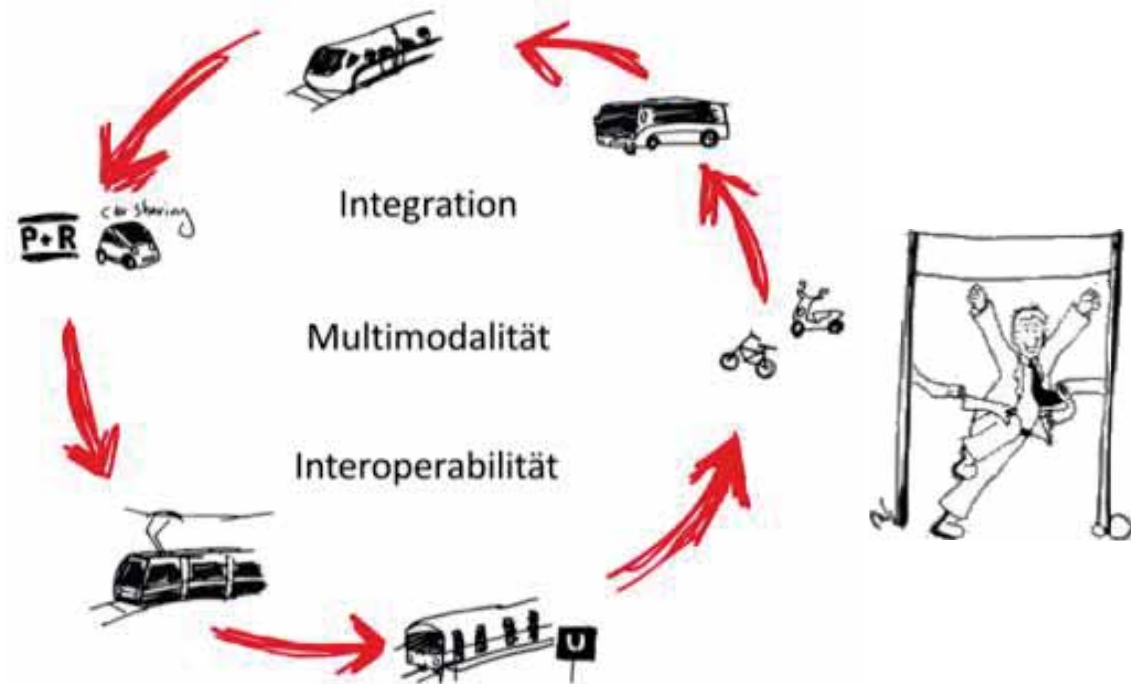 Integration
car sharing
P+R
Multimodalität
Interoperabilität
U